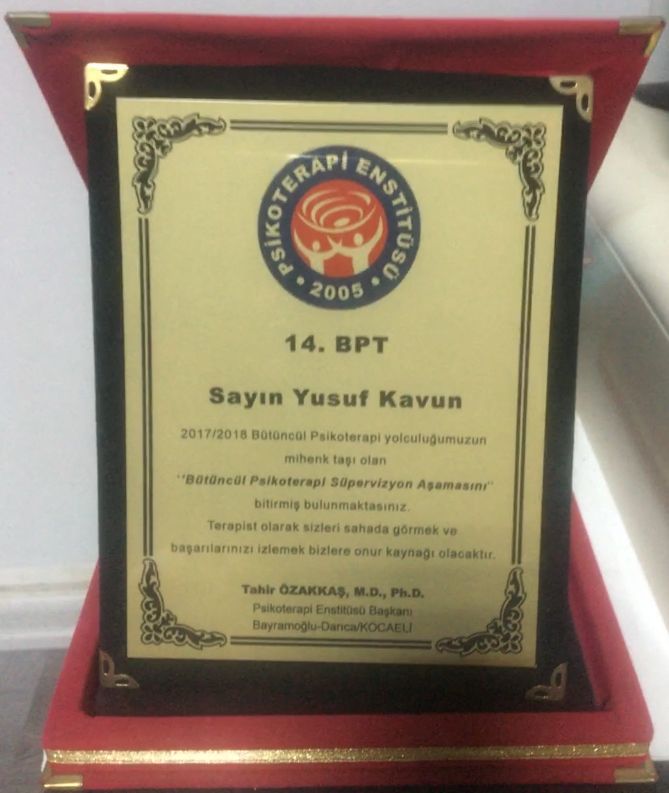 PSİKOTERAPİ ENSTİTÜSÜ
• 2005 •
14. BPT
Sayın Yusuf Kavun
2017/2018 Bütüncül Psikoterapi yolculuğumuzun
mihenk taşı olan
''Bütüncül Psikoterapi Süpervizyon Aşamasını''
bitirmiş bulunmaktasınız.
Terapist olarak sizleri sahada görmek ve
başarılarınızı izlemek bizlere onur kaynağı olacaktır.
Tahir ÖZAKKAŞ, M.D., Ph.D.
Psikoterapi Enstitüsü Başkanı
Bayramoğlu-Darıca/KOCAELİ